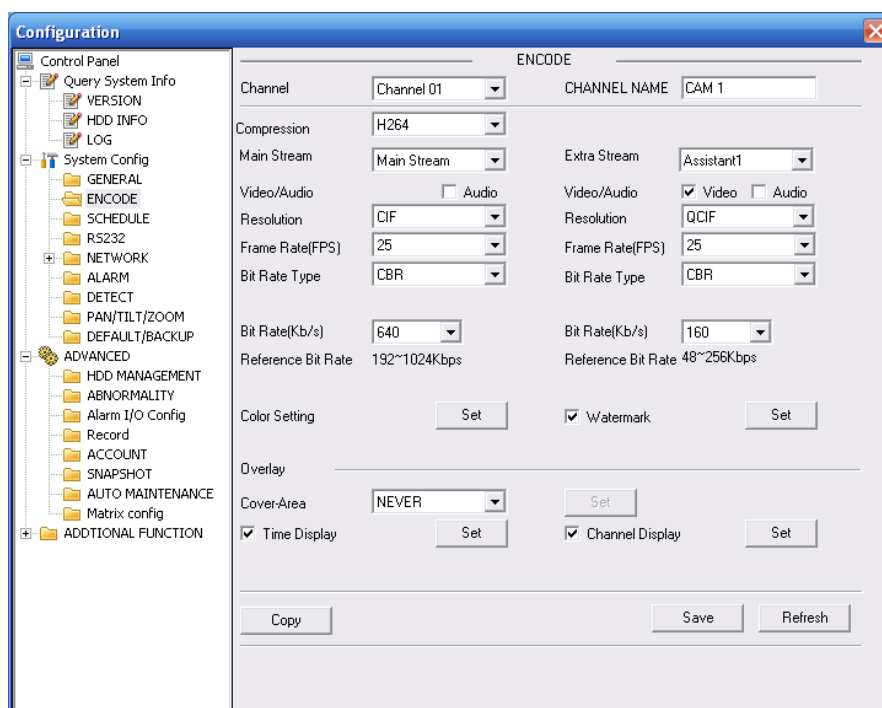 Configuration
Control Panel
Query System Info
VERSION
HDD INFO
LOG
System Config
GENERAL
ENCODE
SCHEDULE
RS232
NETWORK
ALARM
DETECT
PAN/TILT/ZOOM
DEFAULT/BACKUP
ADVANCED
HDD MANAGEMENT
ABNORMALITY
Alarm I/O Config
Record
ACCOUNT
SNAPSHOT
AUTO MAINTENANCE
Matrix config
ADDTIONAL FUNCTION
ENCODE
Channel Channel 01 CHANNEL NAME CAM 1
Compression H264
Main Stream Main Stream Extra Stream Assistant1
Video/Audio Audio Video/Audio Video Audio
Resolution CIF Resolution QCIF
Frame Rate(FPS) 25 Frame Rate(FPS) 25
Bit Rate Type CBR Bit Rate Type CBR
Bit Rate(Kb/s) 640 Bit Rate(Kb/s) 160
Reference Bit Rate 192~1024Kbps Reference Bit Rate 48~256Kbps
Color Setting Set Watermark Set
Overlay
Cover-Area NEVER Set
Time Display Set Channel Display Set
Copy Save Refresh